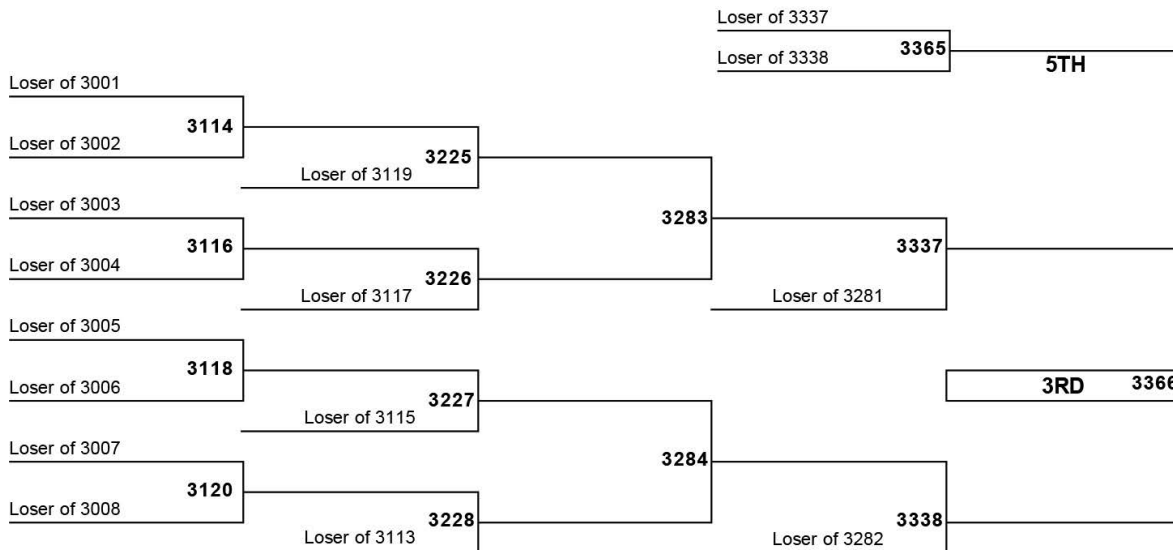 Loser of 3337
3365
Loser of 3338
5TH
Loser of 3001
3114
Loser of 3002
3225
Loser of 3119
Loser of 3003
3283
3116
3337
Loser of 3004
3226
Loser of 3117
Loser of 3281
Loser of 3005
3118
3RD
3366
Loser of 3006
3227
Loser of 3115
Loser of 3007
3284
3120
Loser of 3008
3228
3338
Loser of 3113
Loser of 3282